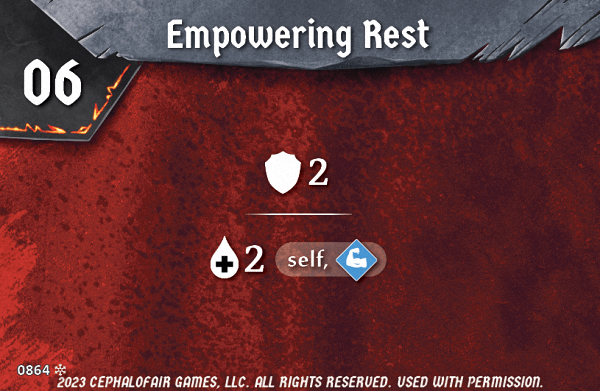 Empowering Rest
06
2
2 self,
0864
2023 CEPHALOFAIR GAMES, LLC. ALL RIGHTS RESERVED. USED WITH PERMISSION.